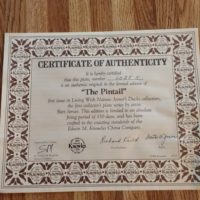 CERTIFICATE OF AUTHENTICITY
It is hereby certified
that this plate, number
is an authentic original in the limited edition of
"The Pintail"
first issue in Living With Nature: Jerner's Ducks collection,
the first collector's plate series by artist
Bart Jerner. This edition is limited to an absolute
firing period of 150 days, and has been
crafted to the exacting standards of the
Edwin M. Knowles China Company.
Knowles